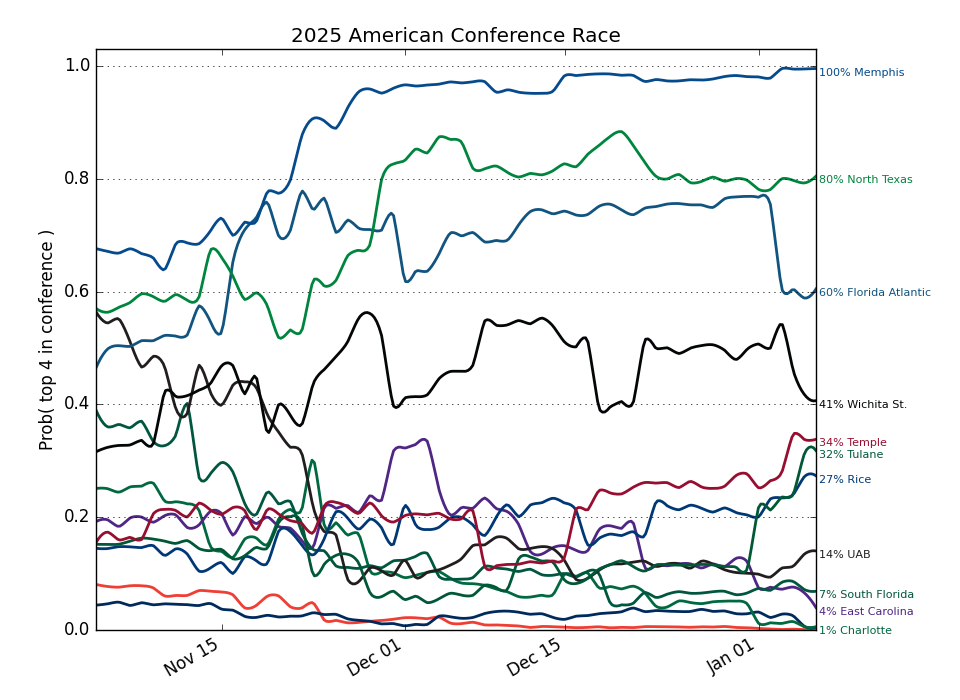 2025 American Conference Race
Prob( top 4 in conference )
1.0
0.8
0.6
0.4
0.2
0.0
Nov 15
Dec 01
Dec 15
Jan 01
100% Memphis
80% North Texas
60% Florida Atlantic
41% Wichita St.
34% Temple
32% Tulane
27% Rice
14% UAB
7% South Florida
4% East Carolina
1% Charlotte